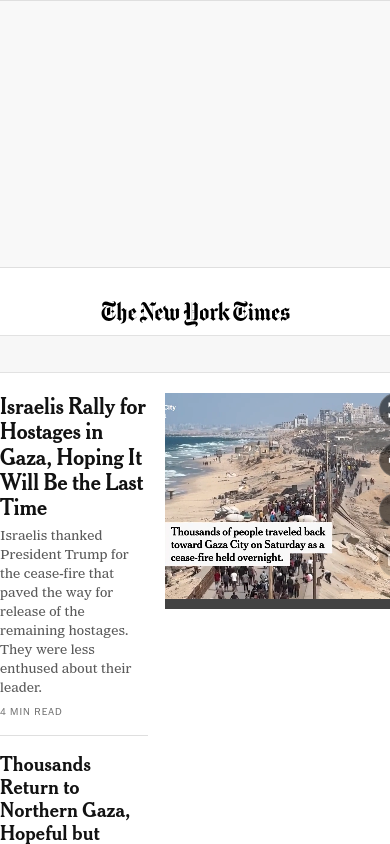 The New York Times
Israelis Rally for
Hostages in
Gaza, Hoping It
Will Be the Last
Time
Israelis thanked
President Trump for
the cease-fire that
paved the way for
release of the
remaining hostages.
They were less
enthused about their
leader.
4 MIN READ
City
Thousands of people traveled back
toward Gaza City on Saturday as a
cease-fire held overnight.
Thousands
Return to
Northern Gaza,
Hopeful but